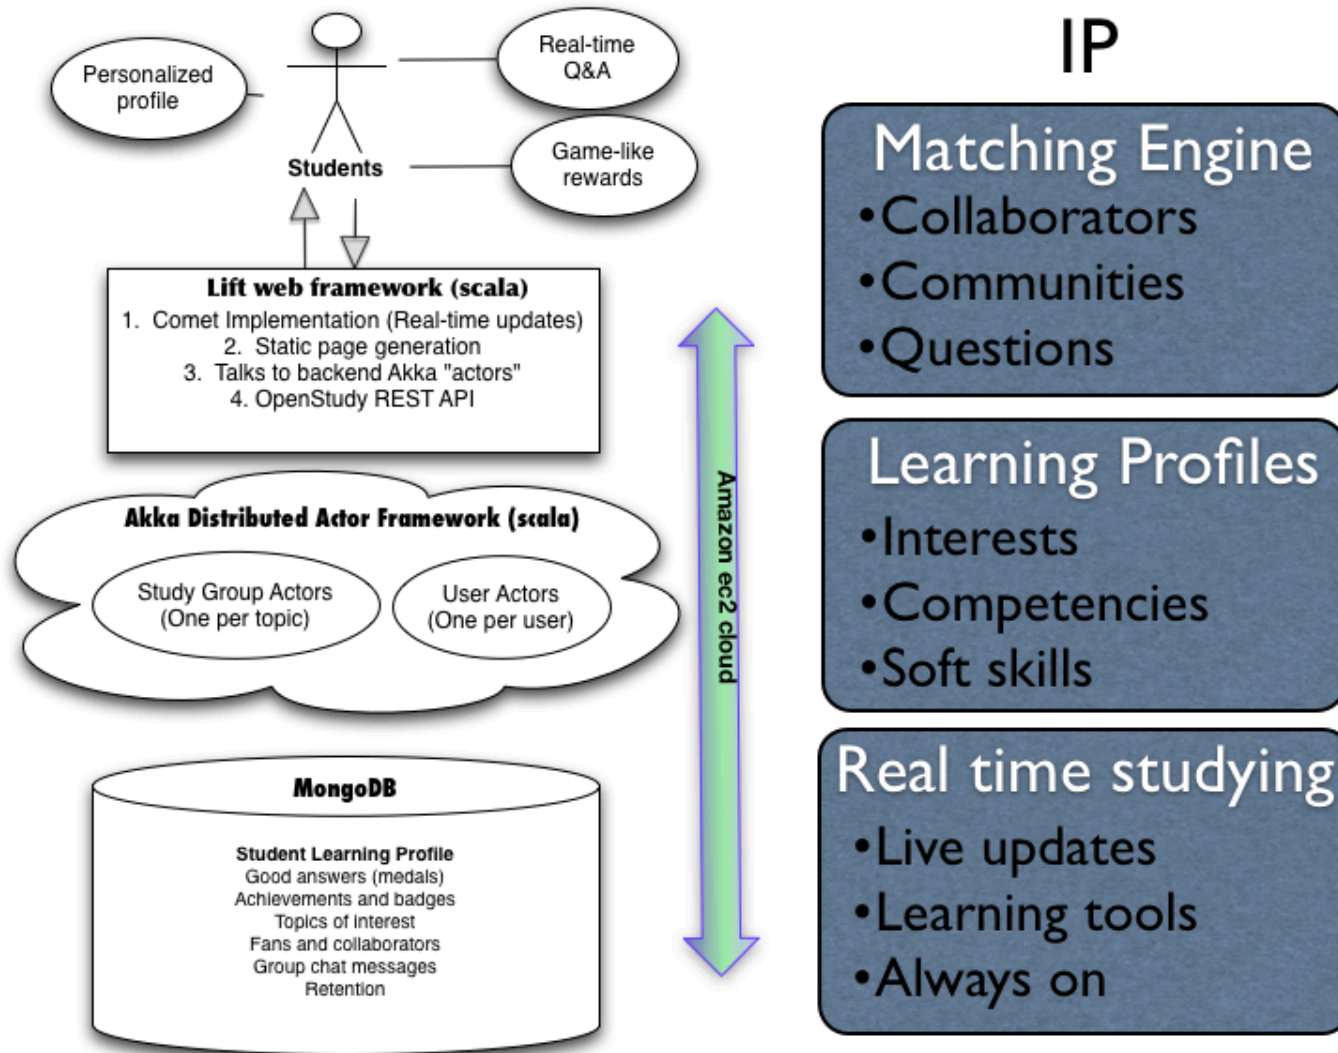 Personalized
profile
Real-time
Q&A
Game-like
rewards
Students
Lift web framework (scala)
1. Comet Implementation (Real-time updates)
2. Static page generation
3. Talks to backend Akka "actors"
4. OpenStudy REST API
Akka Distributed Actor Framework (scala)
Study Group Actors
(One per topic)
User Actors
(One per user)
MongoDB
Student Learning Profile
Good answers (medals)
Achievements and badges
Topics of interest
Fans and collaborators
Group chat messages
Retention
Amazon ec2 cloud
IP
Matching Engine
•Collaborators
•Communities
•Questions
Learning Profiles
•Interests
•Competencies
•Soft skills
Real time studying
•Live updates
•Learning tools
•Always on